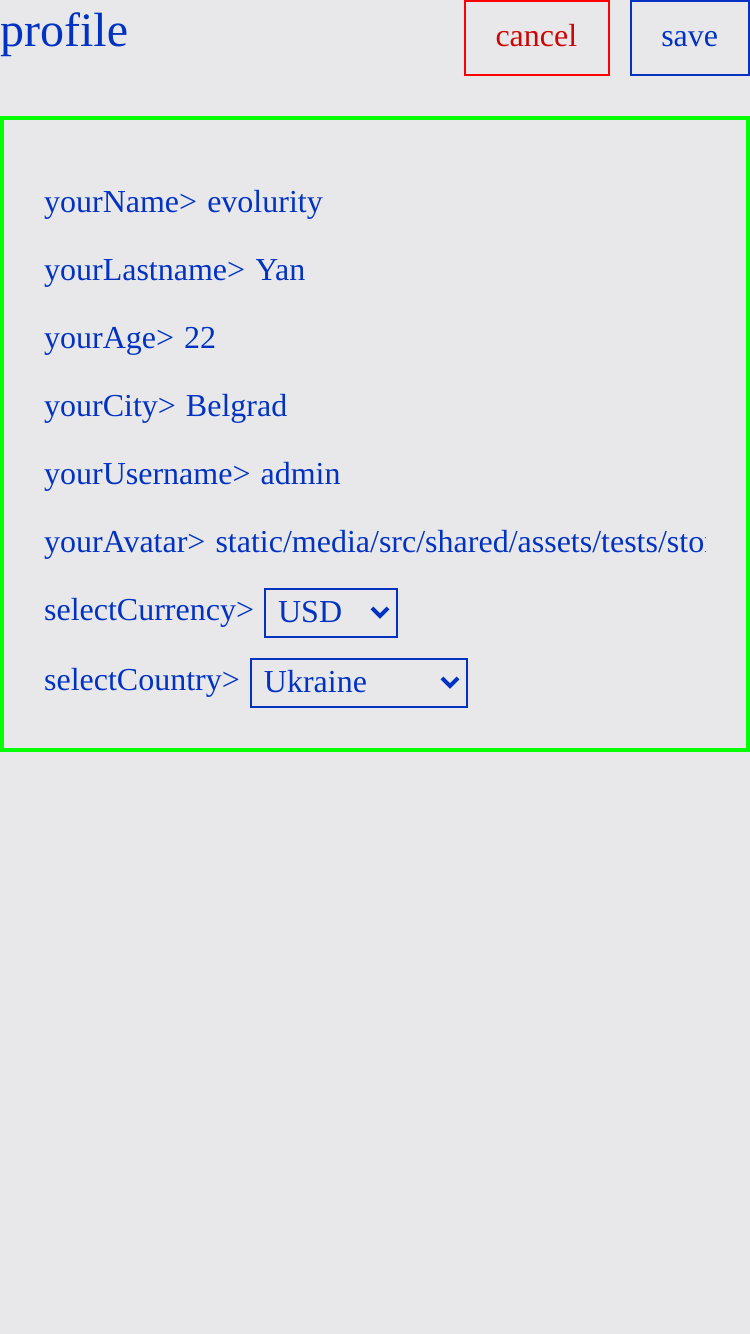 profile
cancel
save
yourName> evolurity
yourLastname> Yan
yourAge> 22
yourCity> Belgrad
yourUsername> admin
yourAvatar> static/media/src/shared/assets/tests/sto
selectCurrency> USD
selectCountry> Ukraine